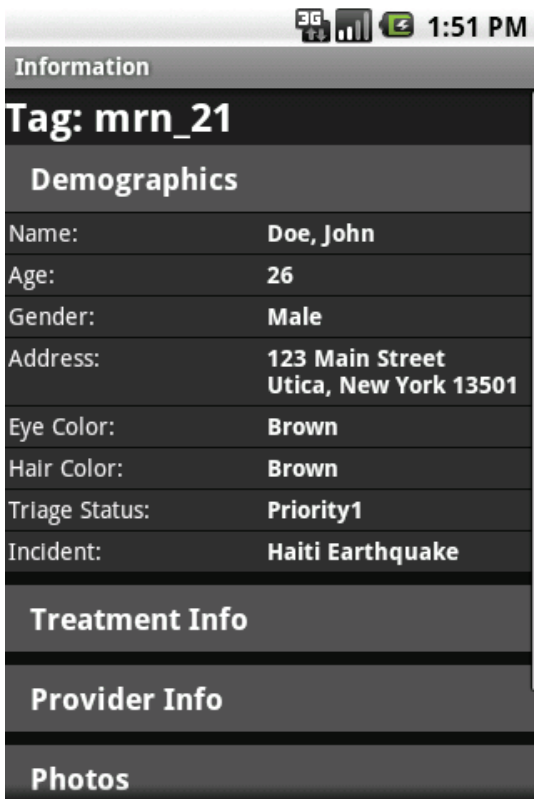 3G 1:51 PM
Information
Tag: mrn_21
Demographics
Name: Doe, John
Age: 26
Gender: Male
Address: 123 Main Street
Utica, New York 13501
Eye Color: Brown
Hair Color: Brown
Triage Status: Priority1
Incident: Haiti Earthquake
Treatment Info
Provider Info
Photos